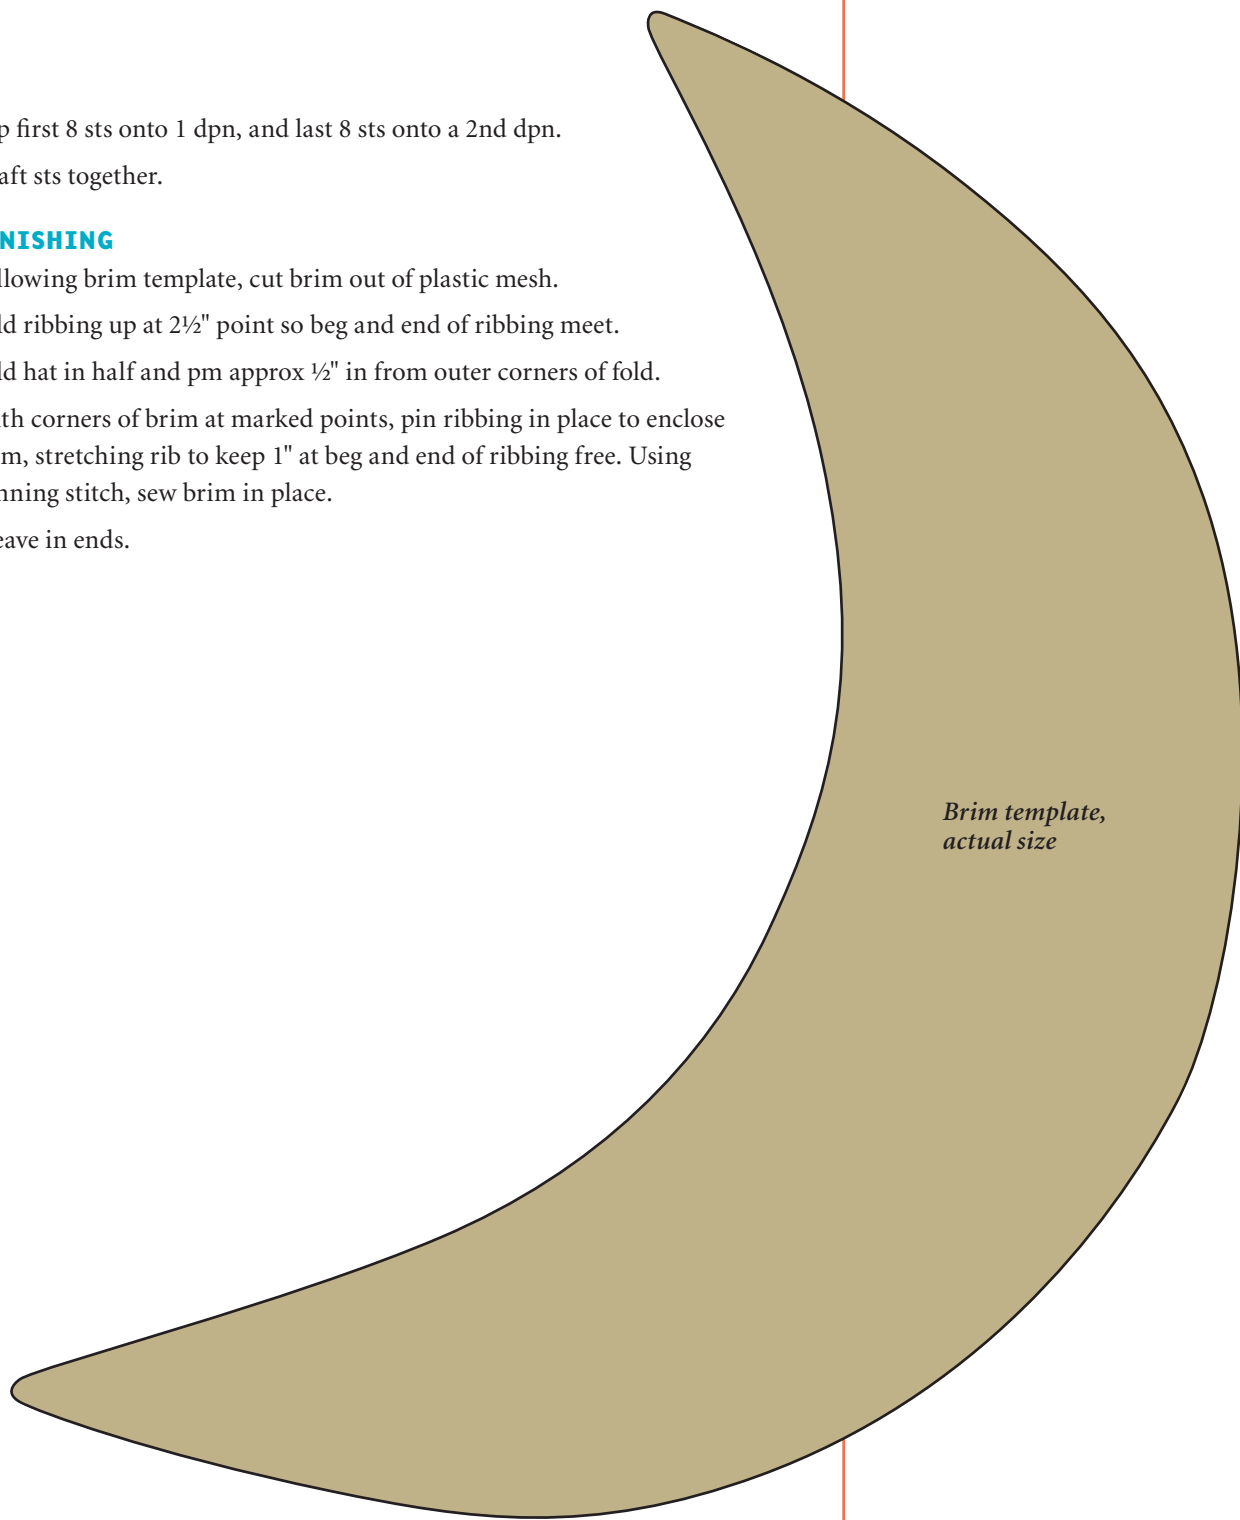 p first 8 sts onto 1 dpn, and last 8 sts onto a 2nd dpn.
aft sts together.
NISHING
llowing brim template, cut brim out of plastic mesh.
ld ribbing up at 2½" point so beg and end of ribbing meet.
ld hat in half and pm approx ½" in from outer corners of fold.
ith corners of brim at marked points, pin ribbing in place to enclose
m, stretching rib to keep 1" at beg and end of ribbing free. Using
nning stitch, sew brim in place.
eave in ends.
Brim template,
actual size